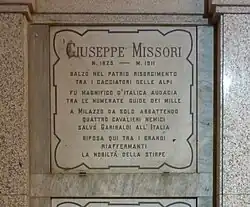 GIUSEPPE MISSORI
N. 1829 — M. 1911
BALZÒ NEL PATRIO RISORGIMENTO
TRA I CACCIATORI DELLE ALPI
FU MAGNIFICO D'ITALICA AUDACIA
TRA LE NUMERATE GUIDE DEI MILLE
A MILAZZO DA SOLO ABBATTENDO
QUATTRO CAVALIERI NEMICI
SALVÒ GARIBALDI ALL'ITALIA
RIPOSA QUI TRA I GRANDI
RIAFFERMANTI
LA NOBILTÀ DELLA STIRPE